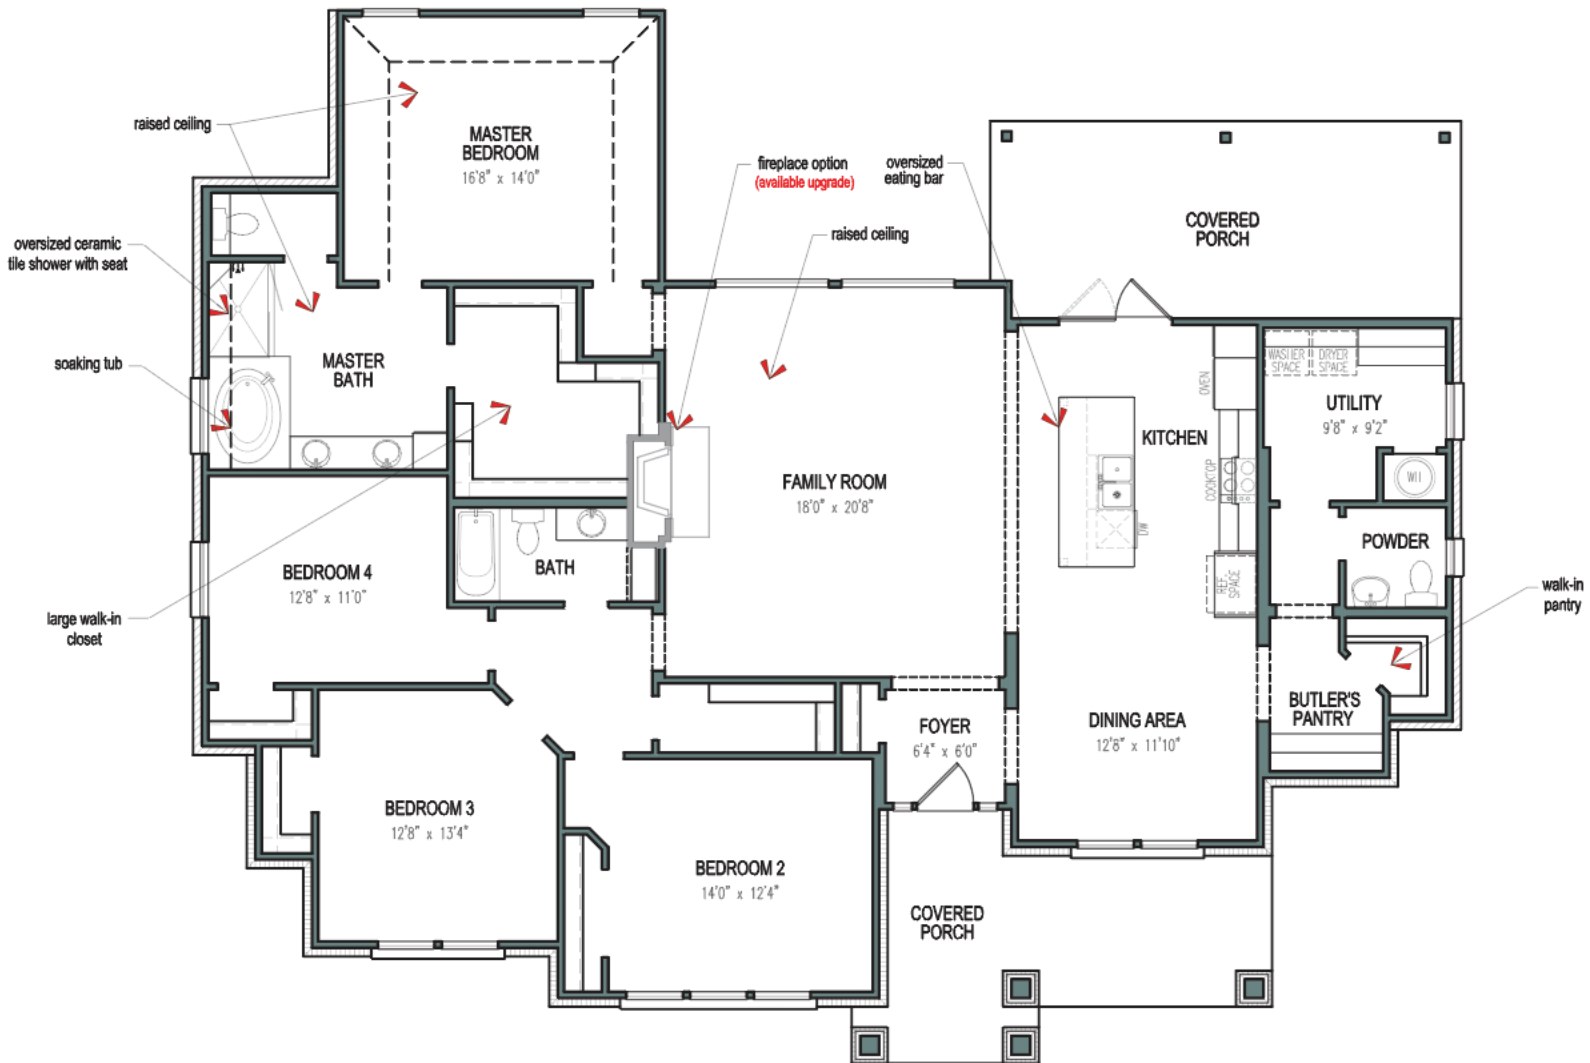 raised ceiling
MASTER
BEDROOM
16'8" x 14'0"
fireplace option
(available upgrade)
oversized
eating bar
COVERED
PORCH
raised ceiling
oversized ceramic
tile shower with seat
soaking tub
MASTER
BATH
WASHER
SPACE
DRYER
SPACE
OVEN
UTILITY
9'8" x 9'2"
KITCHEN
COOKTOP
WH
FAMILY ROOM
18'0" x 20'8"
DW
POWDER
BEDROOM 4
12'8" x 11'0"
BATH
REF.
SPACE
walk-in
pantry
large walk-in
closet
FOYER
6'4" x 6'0"
DINING AREA
12'8" x 11'10"
BUTLER'S
PANTRY
BEDROOM 3
12'8" x 13'4"
BEDROOM 2
14'0" x 12'4"
COVERED
PORCH